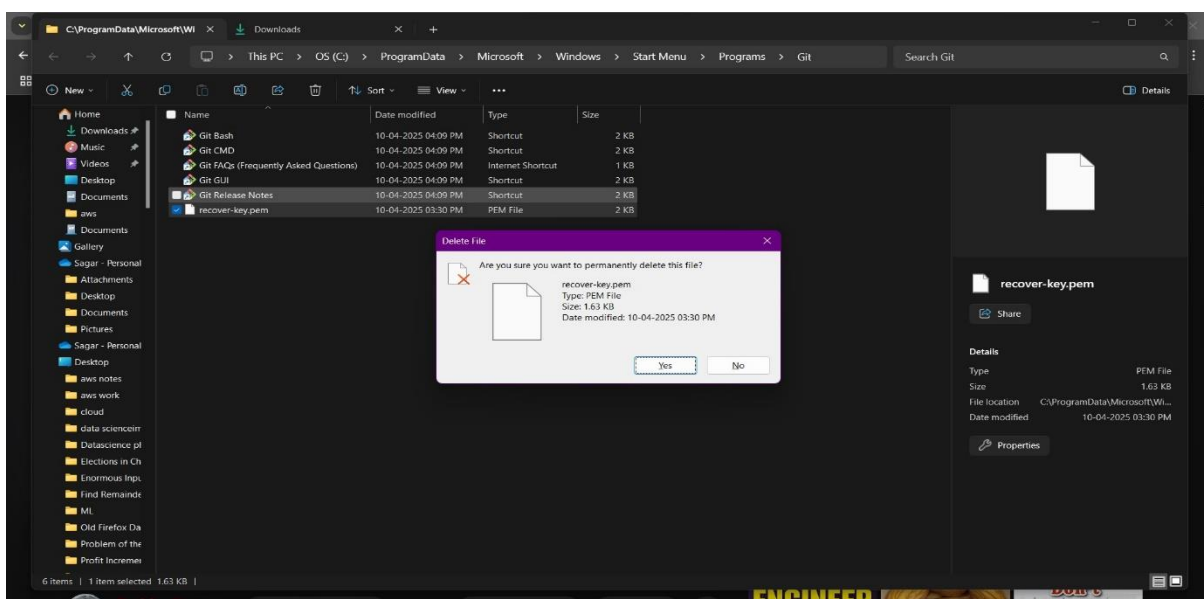 C:\ProgramData\Microsoft\Wi
Downloads
This PC > OS (C:) > ProgramData > Microsoft > Windows > Start Menu > Programs > Git
Search Git
New
Sort
View
Details
Home
Downloads
Music
Videos
Desktop
Documents
aws
Documents
Gallery
Sagar - Personal
Attachments
Desktop
Documents
Pictures
Sagar - Personal
Desktop
aws notes
aws work
cloud
data scienceim
Datascience pl
Elections in Ch
Enormous Inpu
Find Remainde
ML
Old Firefox Da
Problem of the
Profit Incremen
Name Date modified Type Size
Git Bash 10-04-2025 04:09 PM Shortcut 2 KB
Git CMD 10-04-2025 04:09 PM Shortcut 2 KB
Git FAQs (Frequently Asked Questions) 10-04-2025 04:09 PM Internet Shortcut 1 KB
Git GUI 10-04-2025 04:09 PM Shortcut 2 KB
Git Release Notes 10-04-2025 04:09 PM Shortcut 2 KB
recover-key.pem 10-04-2025 03:30 PM PEM File 2 KB
Delete File
Are you sure you want to permanently delete this file?
recover-key.pem
Type: PEM File
Size: 1.63 KB
Date modified: 10-04-2025 03:30 PM
Yes
No
recover-key.pem
Share
Details
Type PEM File
Size 1.63 KB
File location C:\ProgramData\Microsoft\Wi...
Date modified 10-04-2025 03:30 PM
Properties
6 items | 1 item selected 1.63 KB |
ENGINEER
DON'T